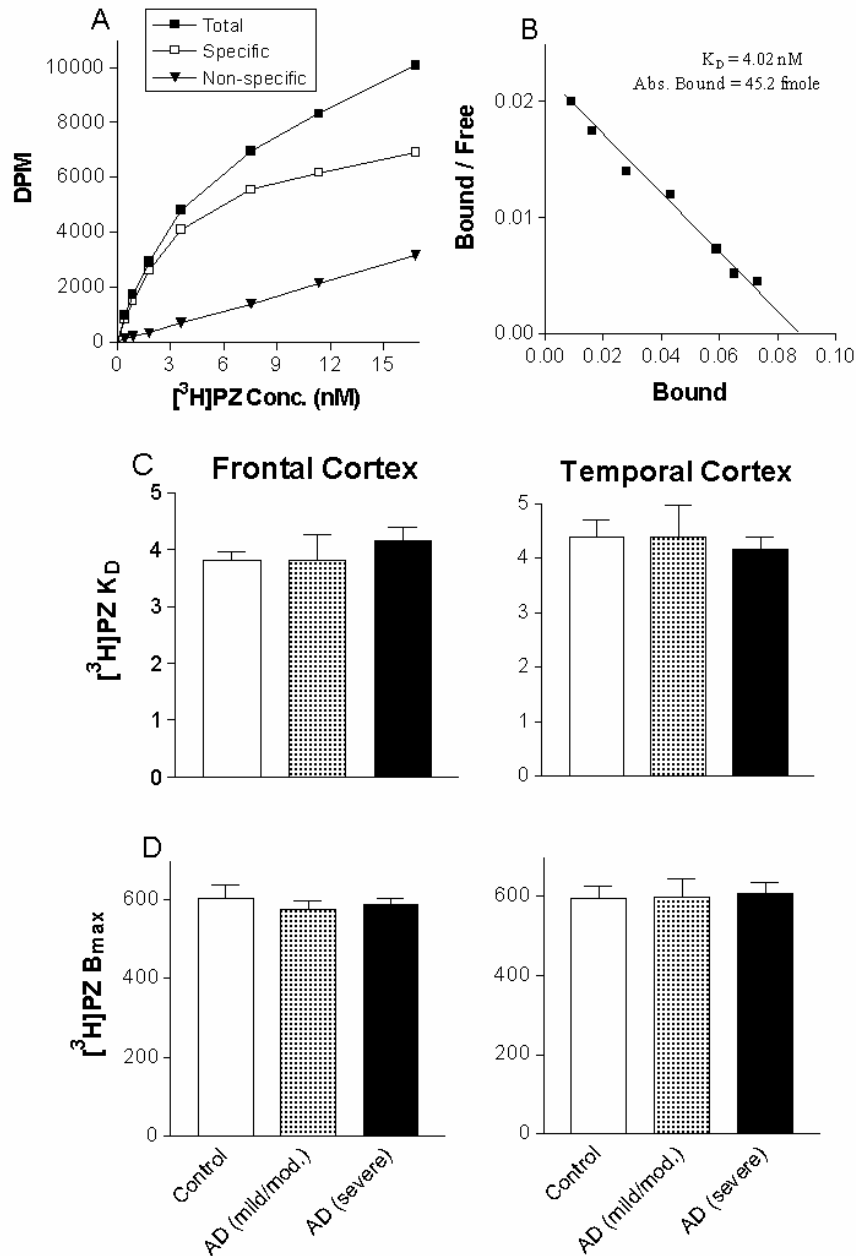 A
Total
Specific
Non-specific
10000
8000
6000
4000
2000
0
DPM
0 3 6 9 12 15
[³H]PZ Conc. (nM)
B
K_D = 4.02 nM
Abs. Bound = 45.2 fmole
0.02
0.01
0.00
Bound / Free
0.00 0.02 0.04 0.06 0.08 0.10
Bound
C
Frontal Cortex
5
4
3
2
1
0
[³H]PZ K_D
Temporal Cortex
5
4
3
2
1
0
D
600
400
200
0
[³H]PZ Bmax
Control
AD (mild/mod.)
AD (severe)
600
400
200
0
Control
AD (mild/mod.)
AD (severe)